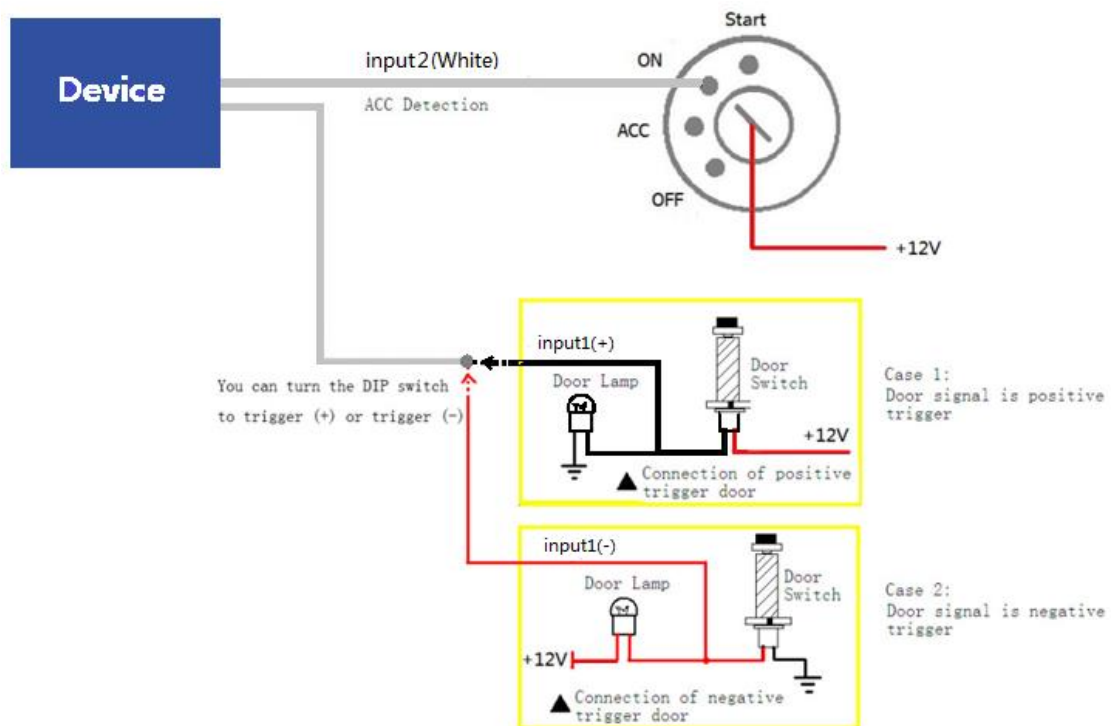 Device
input2(White)
ACC Detection
Start
ON
ACC
OFF
+12V
You can turn the DIP switch
to trigger (+) or trigger (-)
input1(+)
Door Lamp
Door
Switch
+12V
▲ Connection of positive
trigger door
Case 1:
Door signal is positive
trigger
input1(-)
Door Lamp
Door
Switch
+12V
▲ Connection of negative
trigger door
Case 2:
Door signal is negative
trigger